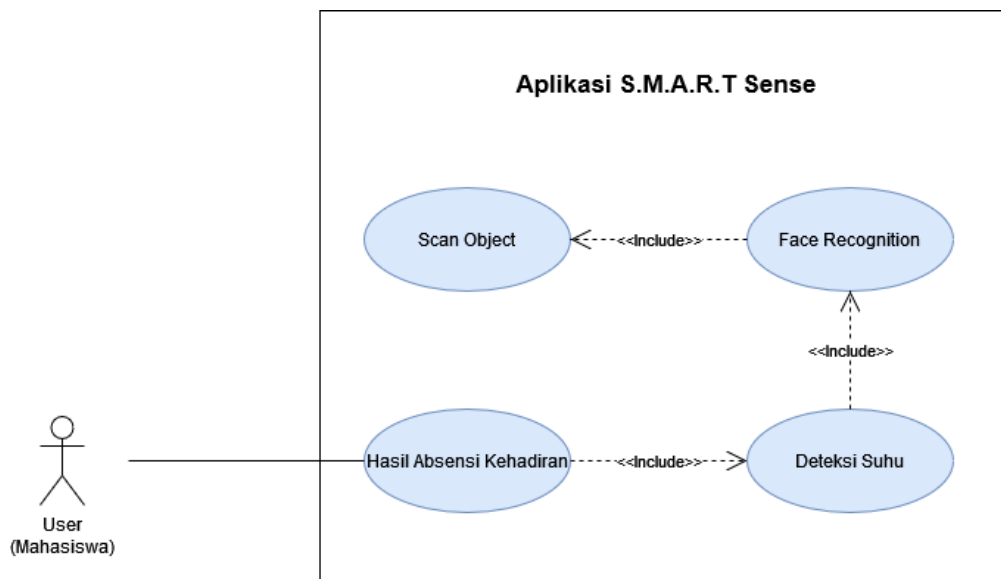 Aplikasi S.M.A.R.T Sense
Scan Object
<<Include>>
Face Recognition
<<Include>>
Hasil Absensi Kehadiran
<<Include>>
Deteksi Suhu
User
(Mahasiswa)